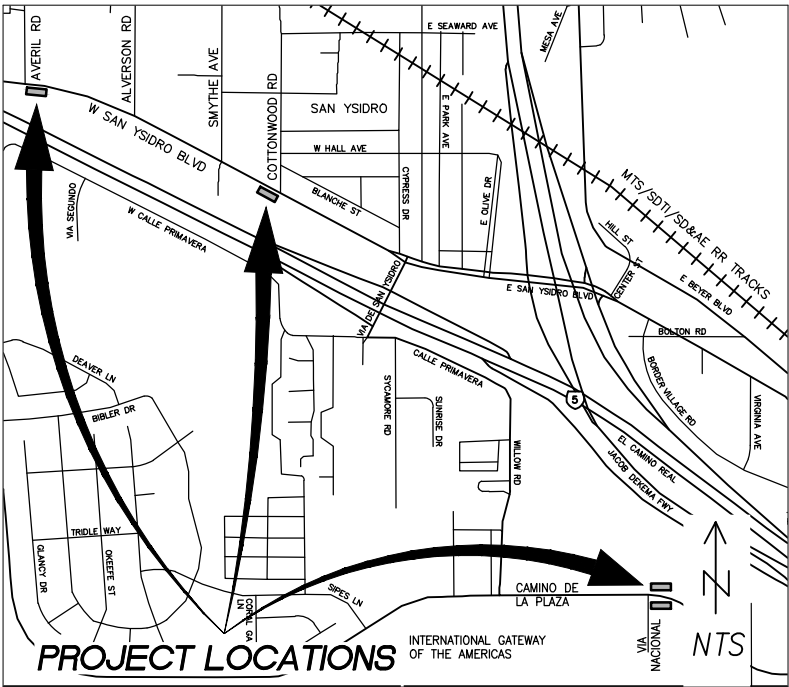 AVERIL RD
ALVERSON RD
SMYTHE AVE
COTTONWOOD RD
E SEAWARD AVE
MESA AVE
SAN YSIDRO
E PARK AVE
W SAN YSIDRO BLVD
W HALL AVE
BLANCHE ST
CYPRESS DR
E OLIVE DR
MTS/SDTI/SD&AE RR TRACKS
VIA SEGUNDO
W CALLE PRIMAVERA
HILL ST
CENTER ST
E BEYER BLVD
VIA DE SAN YSIDRO
E SAN YSIDRO BLVD
BOLTON RD
CALLE PRIMAVERA
BORDER VILLAGE RD
VIRGINIA AVE
DEAVER LN
BIBLER DR
SYCAMORE RD
SUNRISE DR
5
WILLOW RD
EL CAMINO REAL
JACOB DEKEMA FWY
TRIDLE WAY
GLANCY DR
OKEEFE ST
CORAL GA
LN
SIPES LN
CAMINO DE
LA PLAZA
VIA
NACIONAL
N
NTS
PROJECT LOCATIONS
INTERNATIONAL GATEWAY
OF THE AMERICAS